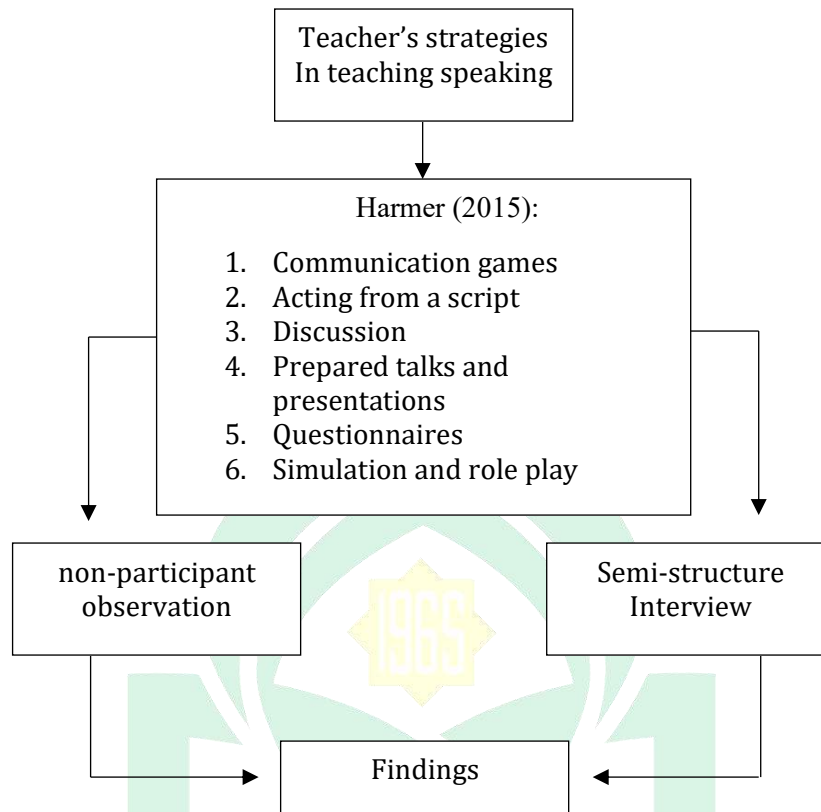 Teacher’s strategies
In teaching speaking
Harmer (2015):
1. Communication games
2. Acting from a script
3. Discussion
4. Prepared talks and
presentations
5. Questionnaires
6. Simulation and role play
non-participant
observation
Semi-structure
Interview
1965
Findings